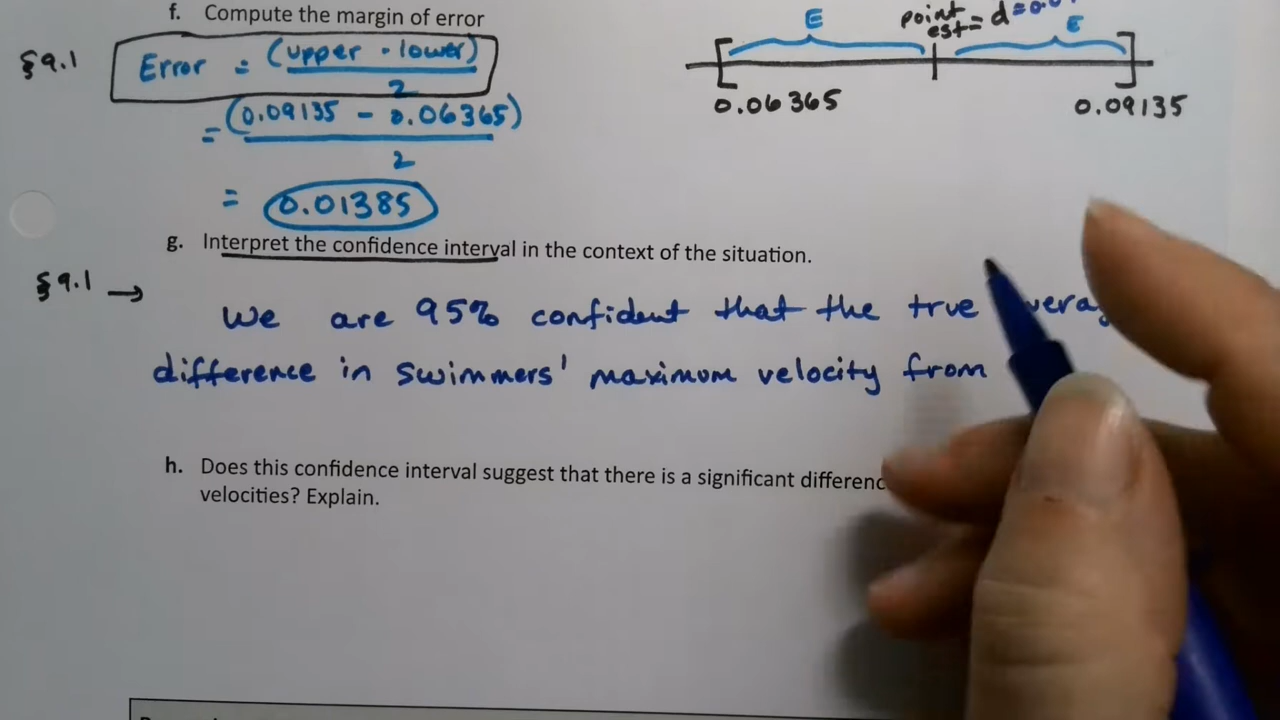 f. Compute the margin of error
§9.1
Error = (upper - lower)
2
= (0.09135 - 0.06365)
2
= 0.01385
E
point
est = d = 0.0
E
0.06365
0.09135
g. Interpret the confidence interval in the context of the situation.
§9.1 →
We are 95% confident that the true
difference in swimmers' maximum velocity from
h. Does this confidence interval suggest that there is a significant
velocities? Explain.